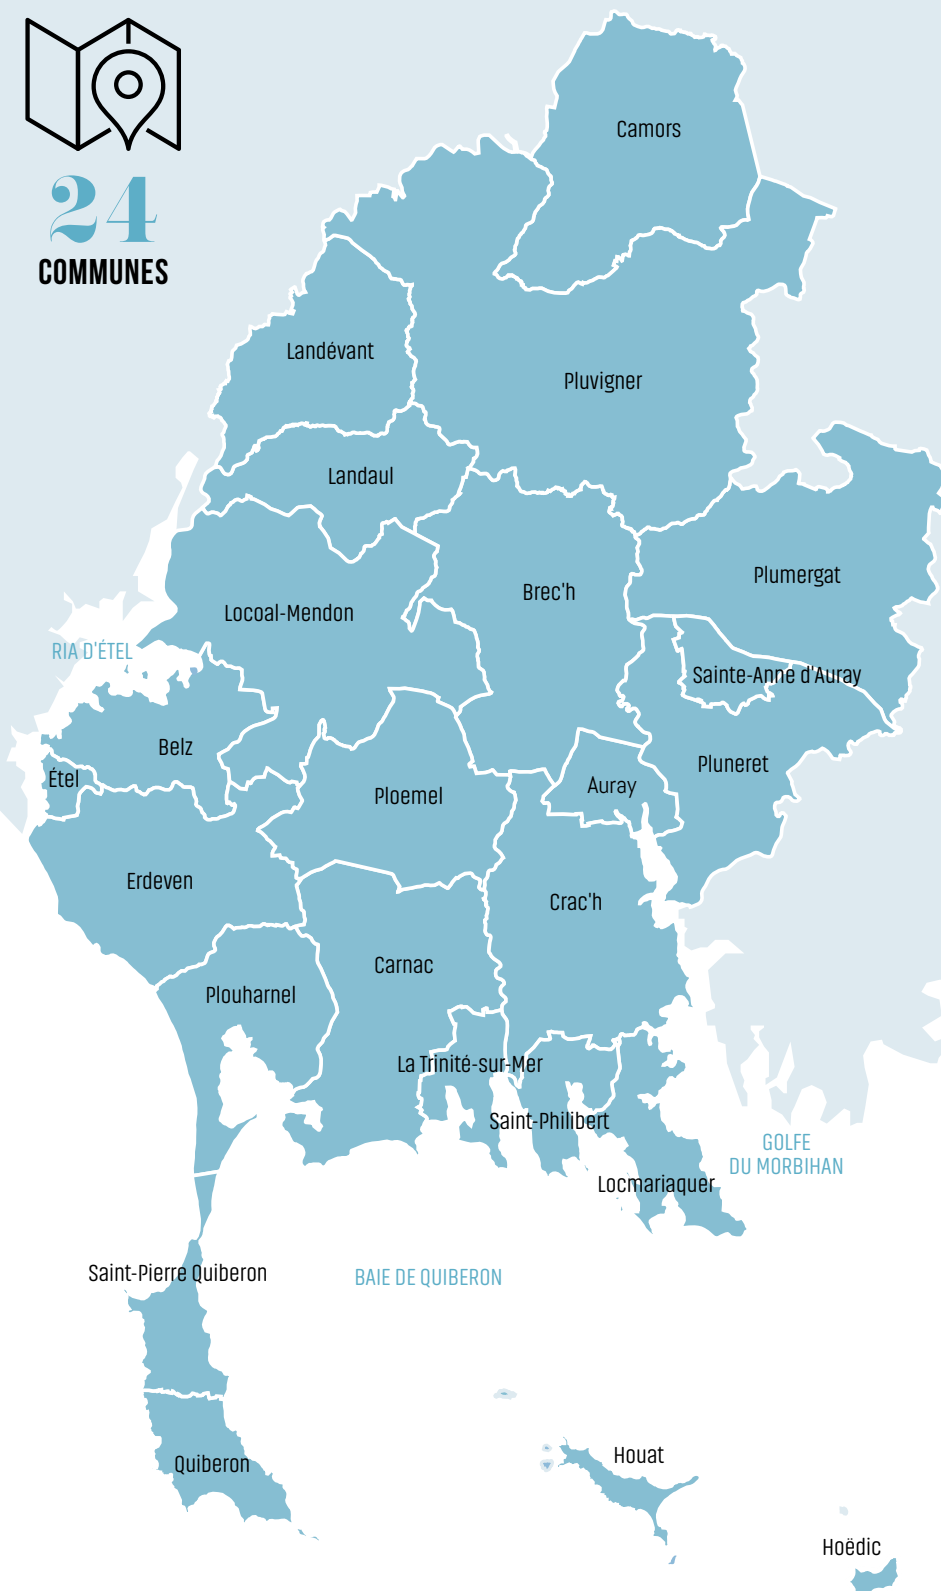 24
COMMUNES
Camors
Landévant
Pluvigner
Landaul
Plumergat
Brec'h
Locoal-Mendon
RIA D'ÉTEL
Sainte-Anne d'Auray
Belz
Pluneret
Étel
Auray
Ploemel
Erdeven
Crac'h
Carnac
Plouharnel
La Trinité-sur-Mer
Saint-Philibert
GOLFE
DU MORBIHAN
Locmariaquer
Saint-Pierre Quiberon
BAIE DE QUIBERON
Houat
Quiberon
Hoëdic